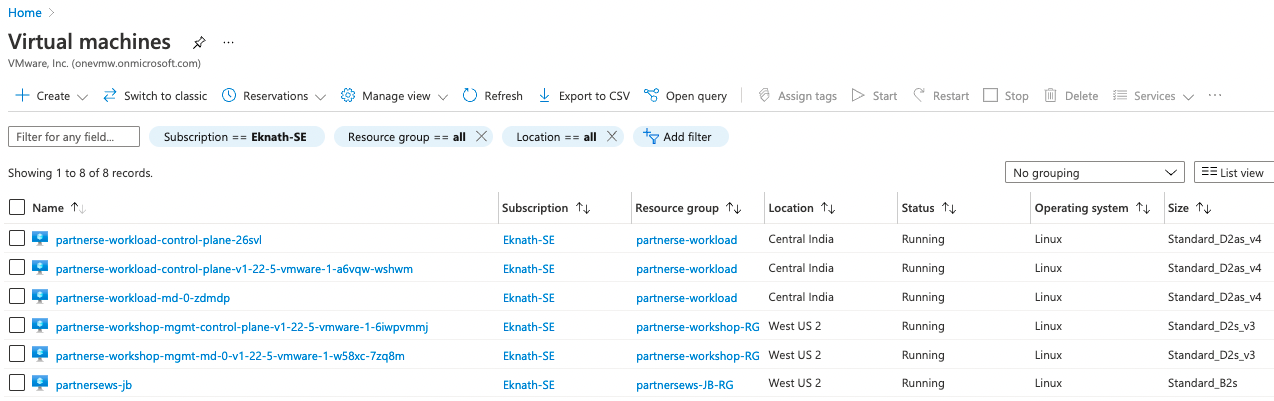 Home
Virtual machines ...
VMware, Inc. (onevmw.onmicrosoft.com)
Create Switch to classic Reservations Manage view Refresh Export to CSV Open query Assign tags Start Restart Stop Delete Services ...
Filter for any field... Subscription == Eknath-SE Resource group == all Location == all Add filter
Showing 1 to 8 of 8 records. No grouping List view
Name Subscription Resource group Location Status Operating system Size
partnerse-workload-control-plane-26svl Eknath-SE partnerse-workload Central India Running Linux Standard_D2as_v4
partnerse-workload-control-plane-v1-22-5-vmware-1-a6vqw-wshwm Eknath-SE partnerse-workload Central India Running Linux Standard_D2as_v4
partnerse-workload-md-0-zdmdp Eknath-SE partnerse-workload Central India Running Linux Standard_D2as_v4
partnerse-workshop-mgmt-control-plane-v1-22-5-vmware-1-6iwpvmmj Eknath-SE partnerse-workshop-RG West US 2 Running Linux Standard_D2s_v3
partnerse-workshop-mgmt-md-0-v1-22-5-vmware-1-w58xc-7zq8m Eknath-SE partnerse-workshop-RG West US 2 Running Linux Standard_D2s_v3
partnersews-jb Eknath-SE partnersews-JB-RG West US 2 Running Linux Standard_B2s